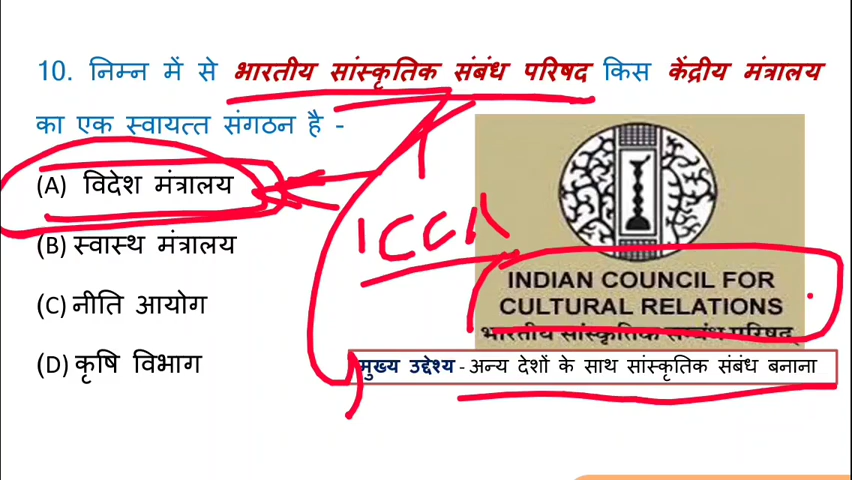 10. निम्न में से भारतीय सांस्कृतिक संबंध परिषद किस केंद्रीय मंत्रालय
का एक स्वायत्त संगठन है -
(A) विदेश मंत्रालय
(B) स्वास्थ मंत्रालय
(C) नीति आयोग
(D) कृषि विभाग
ICCR
INDIAN COUNCIL FOR
CULTURAL RELATIONS
भारतीय सांस्कृतिक सम्बंध परिषद्
मुख्य उद्देश्य - अन्य देशों के साथ सांस्कृतिक संबंध बनाना